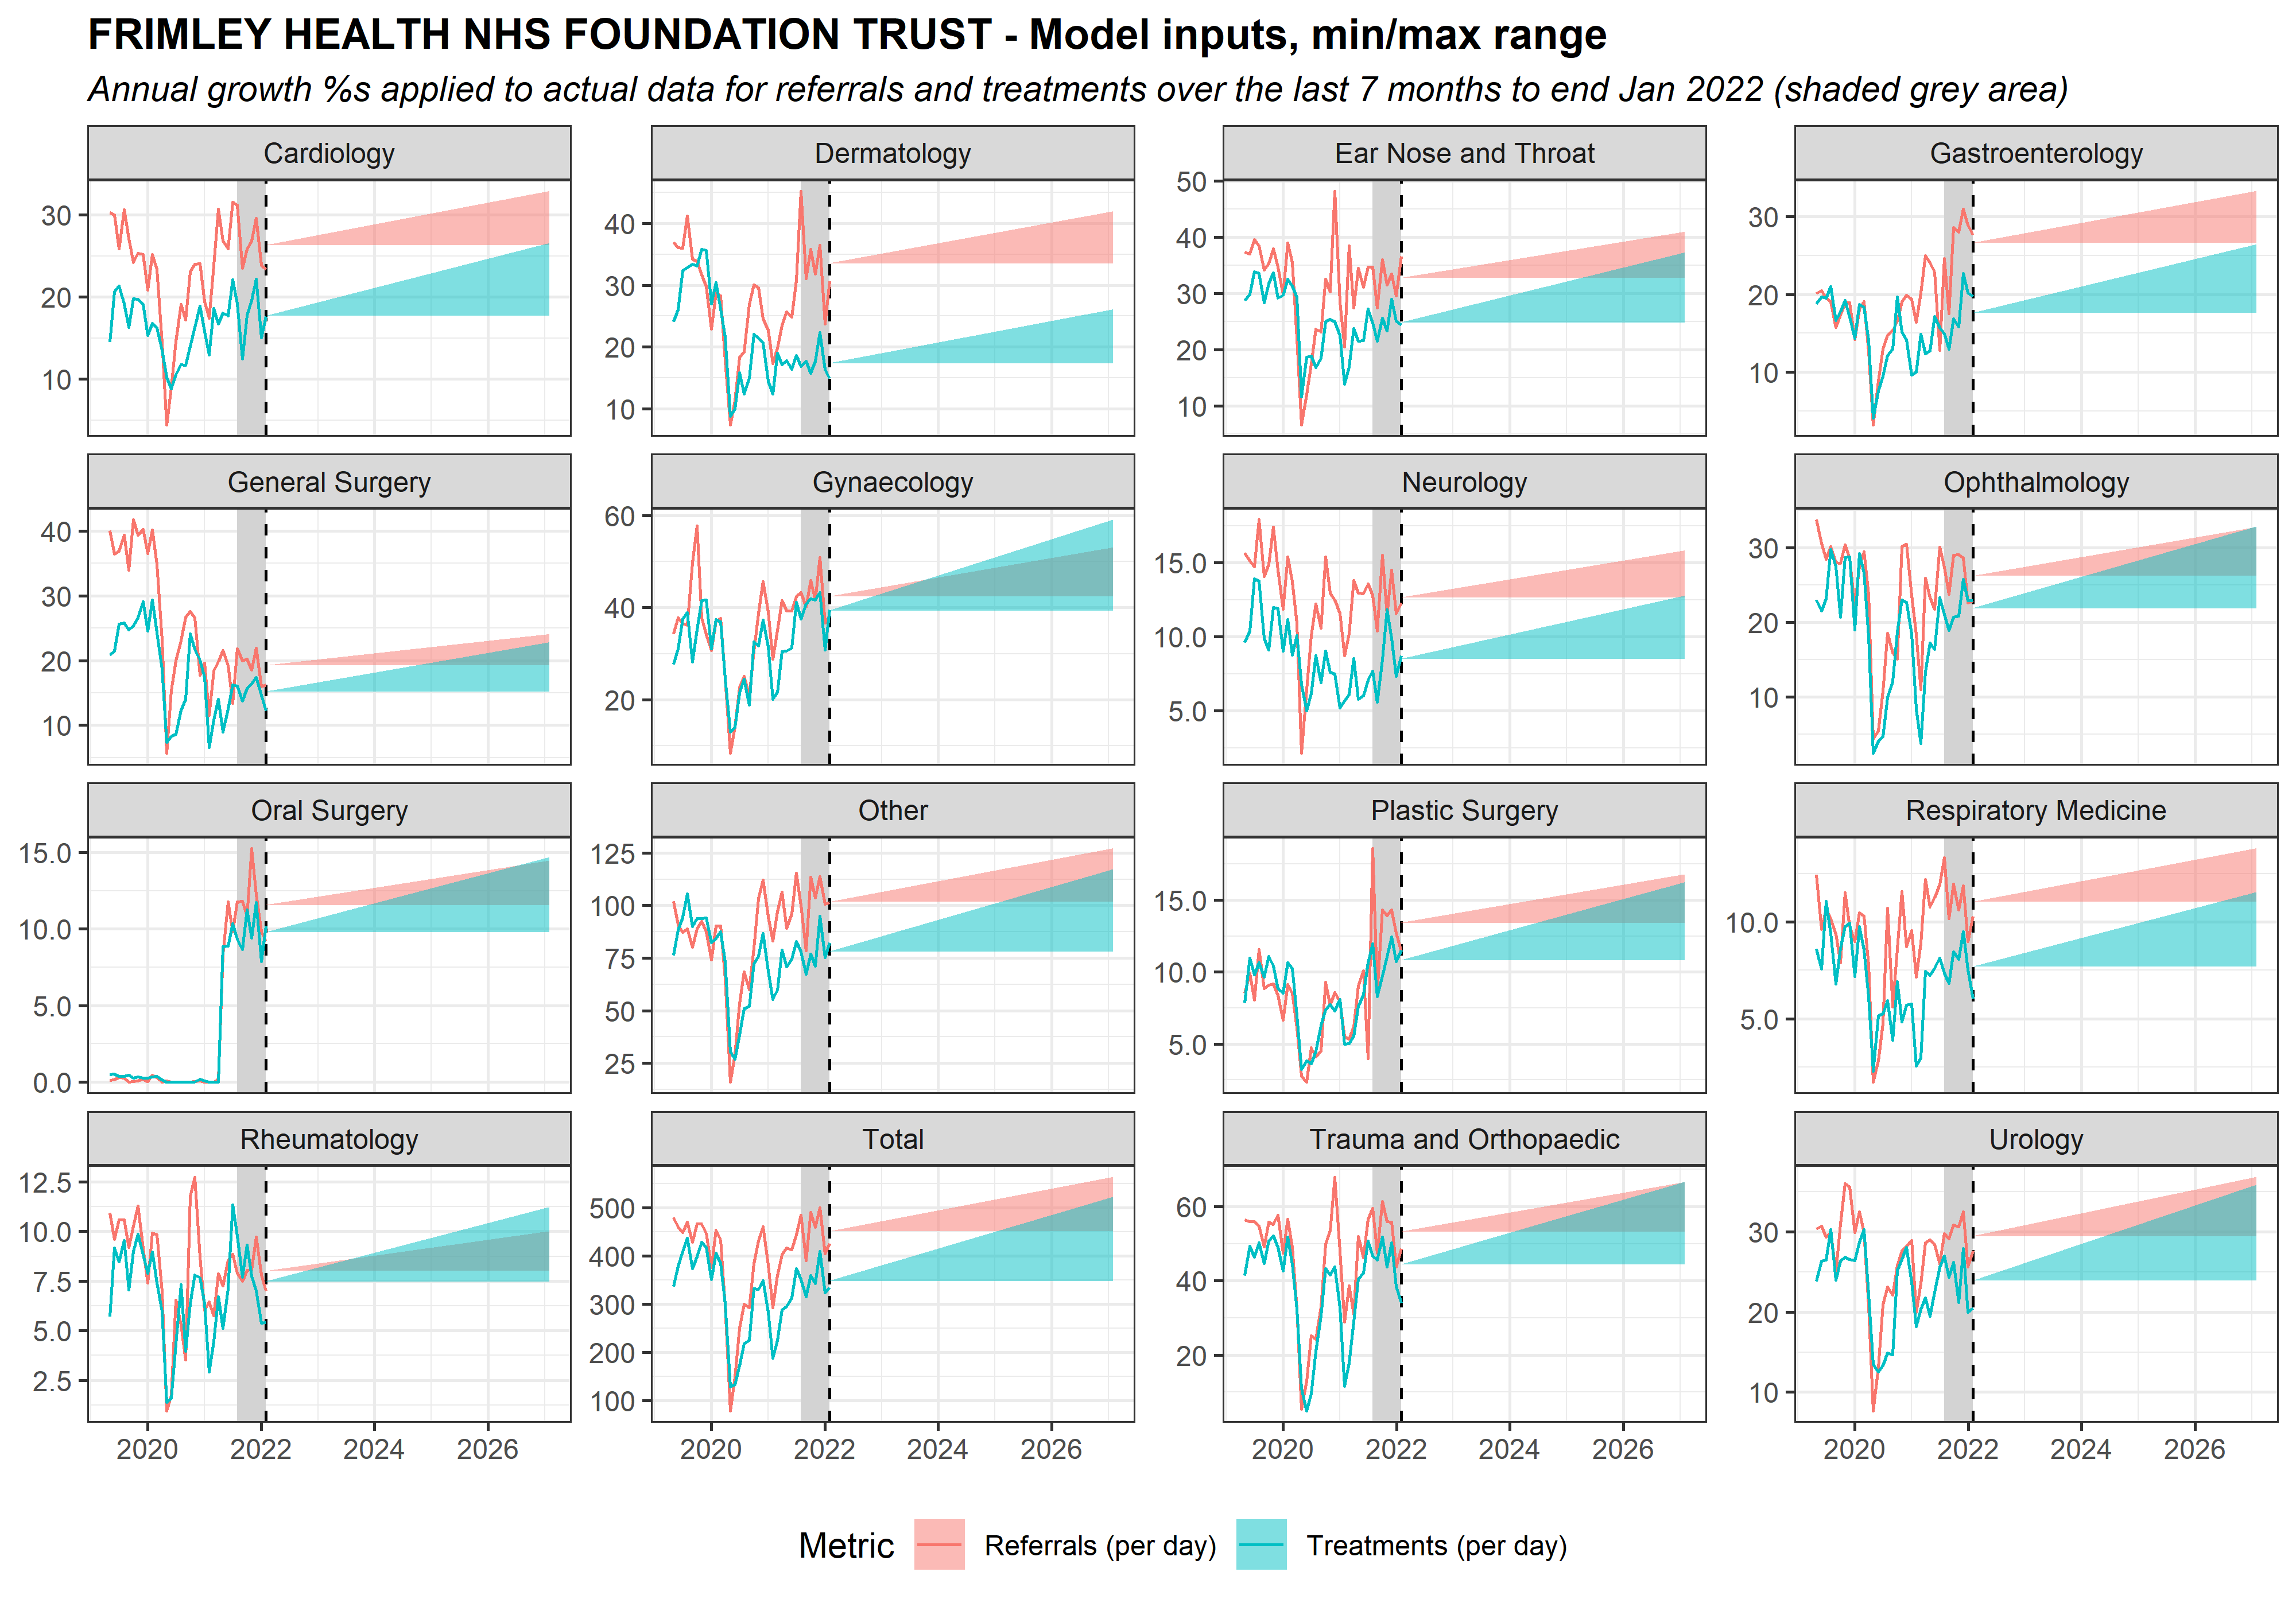 FRIMLEY HEALTH NHS FOUNDATION TRUST - Model inputs, min/max range
Annual growth %s applied to actual data for referrals and treatments over the last 7 months to end Jan 2022 (shaded grey area)
Cardiology
30
20
10
Dermatology
40
30
20
10
Ear Nose and Throat
50
40
30
20
10
Gastroenterology
30
20
10
General Surgery
40
30
20
10
Gynaecology
60
40
20
Neurology
15.0
10.0
5.0
Ophthalmology
30
20
10
Oral Surgery
15.0
10.0
5.0
0.0
Other
125
100
75
50
25
Plastic Surgery
15.0
10.0
5.0
Respiratory Medicine
10.0
5.0
Rheumatology
12.5
10.0
7.5
5.0
2.5
2020 2022 2024 2026
Total
500
400
300
200
100
2020 2022 2024 2026
Trauma and Orthopaedic
60
40
20
2020 2022 2024 2026
Urology
30
20
10
2020 2022 2024 2026
Metric Referrals (per day) Treatments (per day)